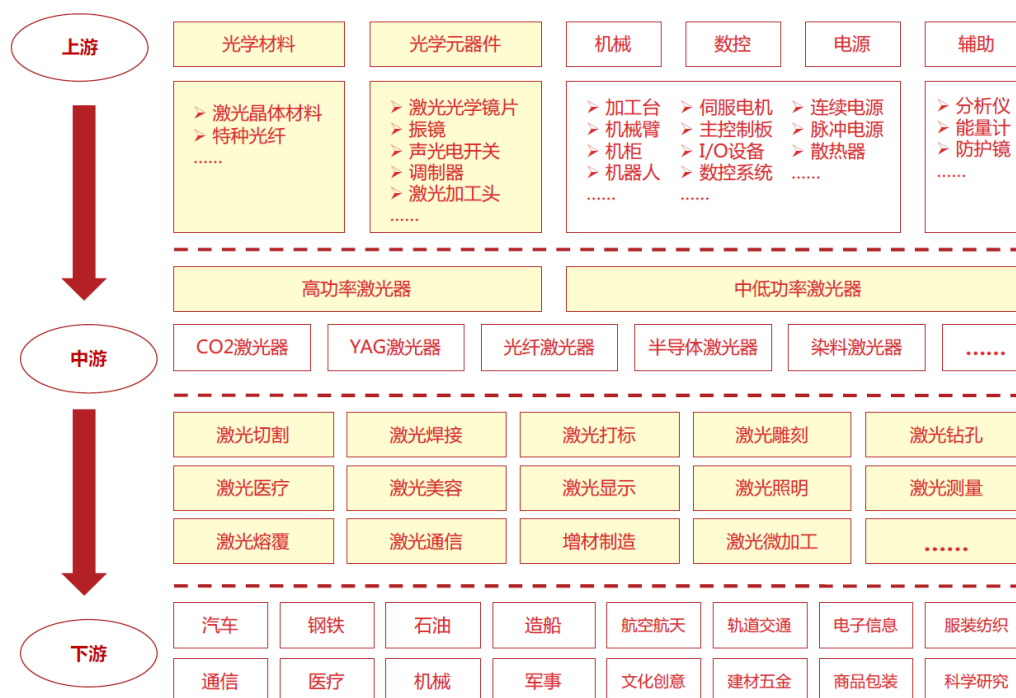 上游
光学材料
光学元器件
机械
数控
电源
辅助
➢ 激光晶体材料
➢ 特种光纤
……
➢ 激光光学镜片
➢ 振镜
➢ 声光电开关
➢ 调制器
➢ 激光加工头
……
➢ 加工台
➢ 机械臂
➢ 机柜
➢ 机器人
……
➢ 伺服电机
➢ 主控制板
➢ I/O设备
➢ 数控系统
……
➢ 连续电源
➢ 脉冲电源
➢ 散热器
……
➢ 分析仪
➢ 能量计
➢ 防护镜
……
高功率激光器
中低功率激光器
中游
CO2激光器
YAG激光器
光纤激光器
半导体激光器
染料激光器
……
激光切割
激光焊接
激光打标
激光雕刻
激光钻孔
激光医疗
激光美容
激光显示
激光照明
激光测量
激光熔覆
激光通信
增材制造
激光微加工
……
下游
汽车
钢铁
石油
造船
航空航天
轨道交通
电子信息
服装纺织
通信
医疗
机械
军事
文化创意
建材五金
商品包装
科学研究